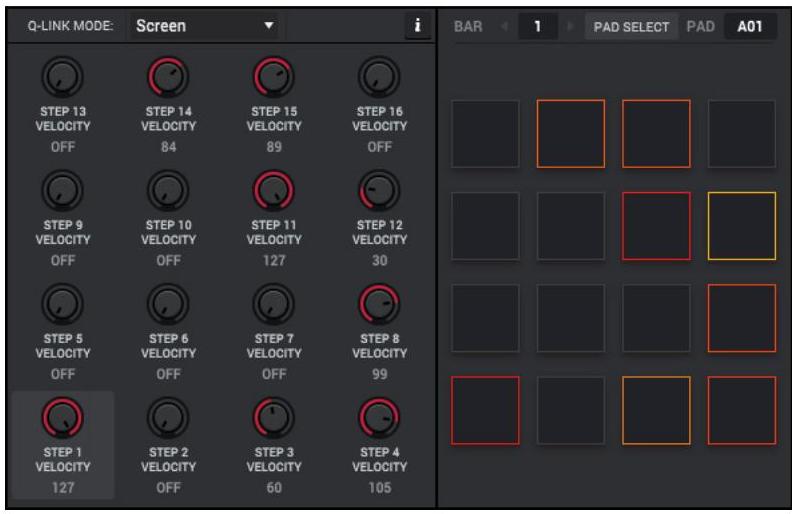 Q-LINK MODE: Screen i BAR 1 PAD SELECT PAD A01
STEP 13 STEP 14 STEP 15 STEP 16
VELOCITY VELOCITY VELOCITY VELOCITY
OFF 84 89 OFF
STEP 9 STEP 10 STEP 11 STEP 12
VELOCITY VELOCITY VELOCITY VELOCITY
OFF OFF 127 30
STEP 5 STEP 6 STEP 7 STEP 8
VELOCITY VELOCITY VELOCITY VELOCITY
OFF OFF OFF 99
STEP 1 STEP 2 STEP 3 STEP 4
VELOCITY VELOCITY VELOCITY VELOCITY
127 OFF 60 105